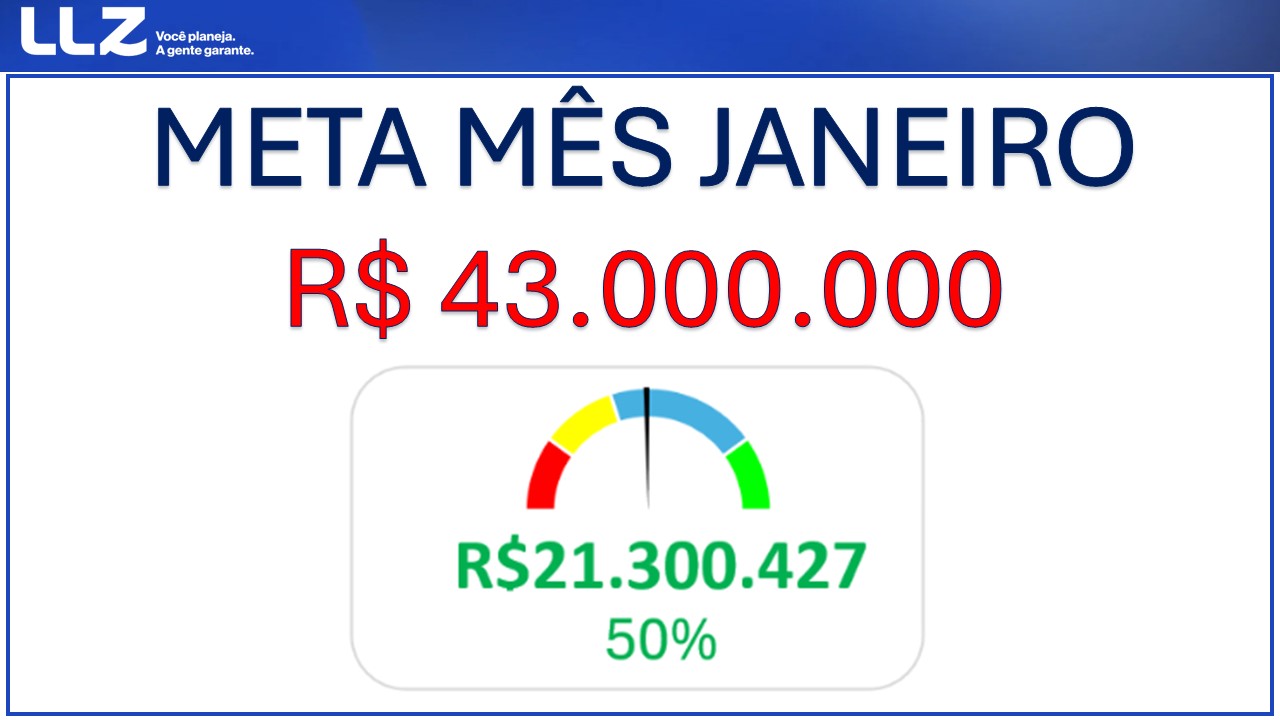 LLZ
Você planeja.
A gente garante.
META MÊS JANEIRO
R$ 43.000.000
R$21.300.427
50%